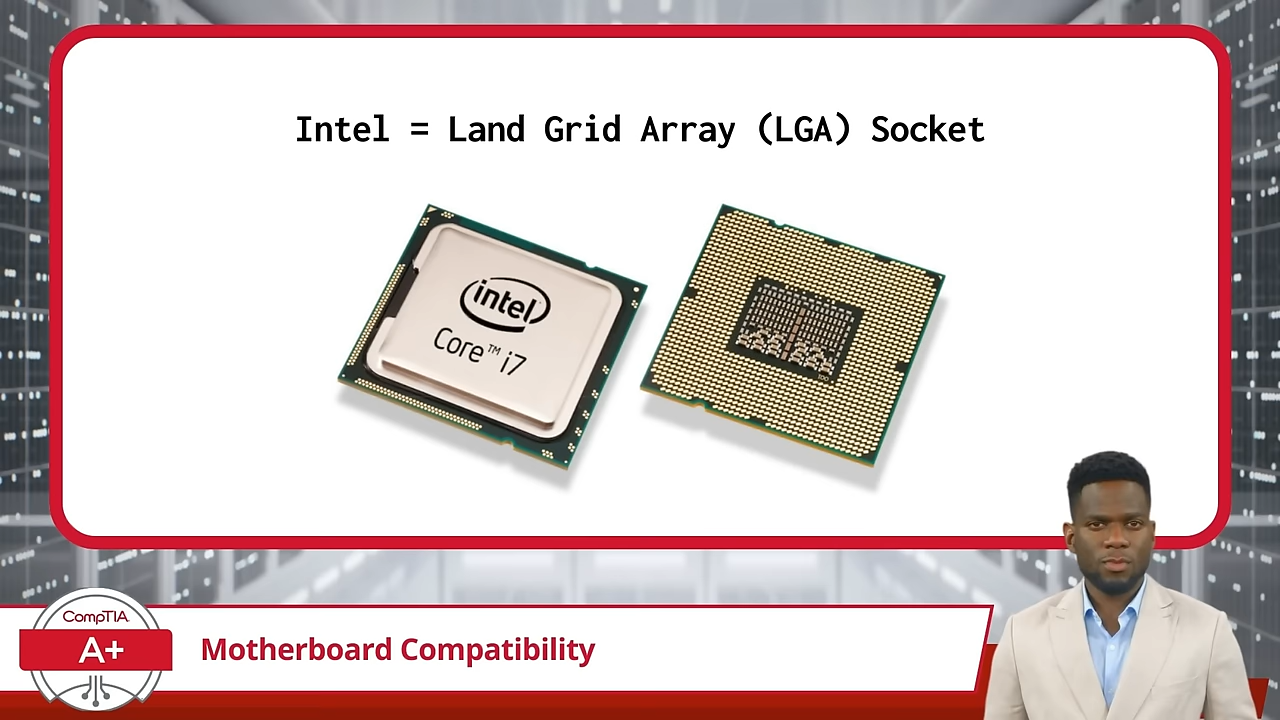 Intel = Land Grid Array (LGA) Socket
intel
Core™ i7
CompTIA
A+
Motherboard Compatibility